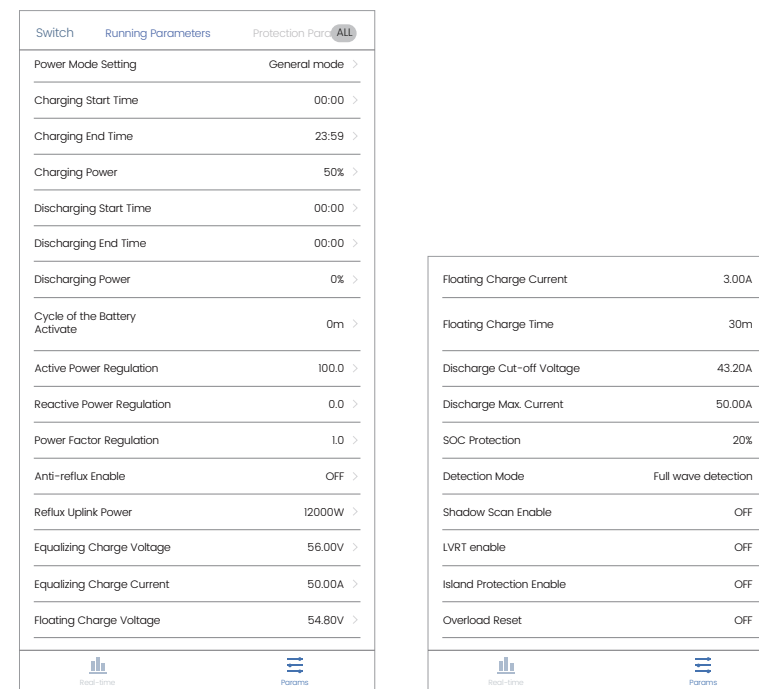 Switch Running Parameters Protection Para ALL
Power Mode Setting General mode
Charging Start Time 00:00
Charging End Time 23:59
Charging Power 50%
Discharging Start Time 00:00
Discharging End Time 00:00
Discharging Power 0%
Cycle of the Battery
Activate 0m
Active Power Regulation 100.0
Reactive Power Regulation 0.0
Power Factor Regulation 1.0
Anti-reflux Enable OFF
Reflux Uplink Power 12000W
Equalizing Charge Voltage 56.00V
Equalizing Charge Current 50.00A
Floating Charge Voltage 54.80V
Real-time Params
Floating Charge Current 3.00A
Floating Charge Time 30m
Discharge Cut-off Voltage 43.20A
Discharge Max. Current 50.00A
SOC Protection 20%
Detection Mode Full wave detection
Shadow Scan Enable OFF
LVRT enable OFF
Island Protection Enable OFF
Overload Reset OFF
Real-time Params